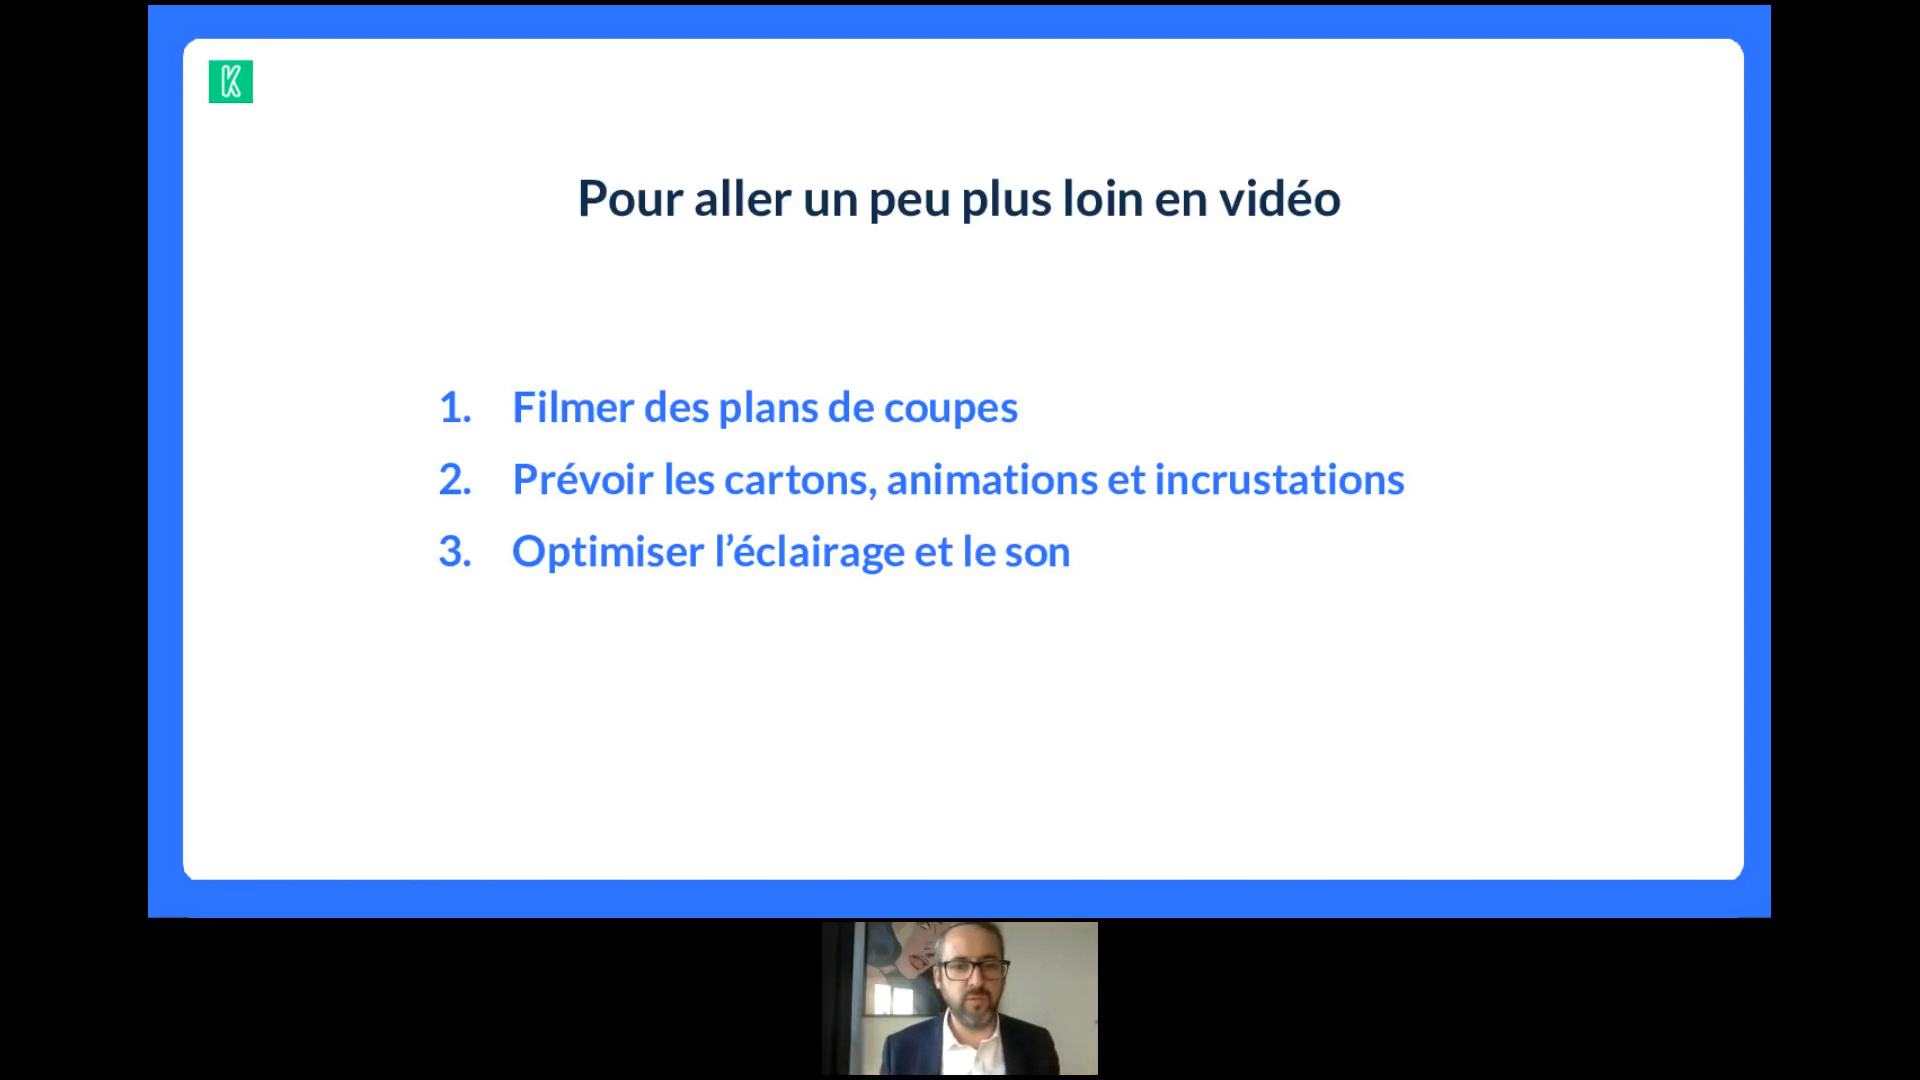 K
Pour aller un peu plus loin en vidéo
1. Filmer des plans de coupes
2. Prévoir les cartons, animations et incrustations
3. Optimiser l’éclairage et le son